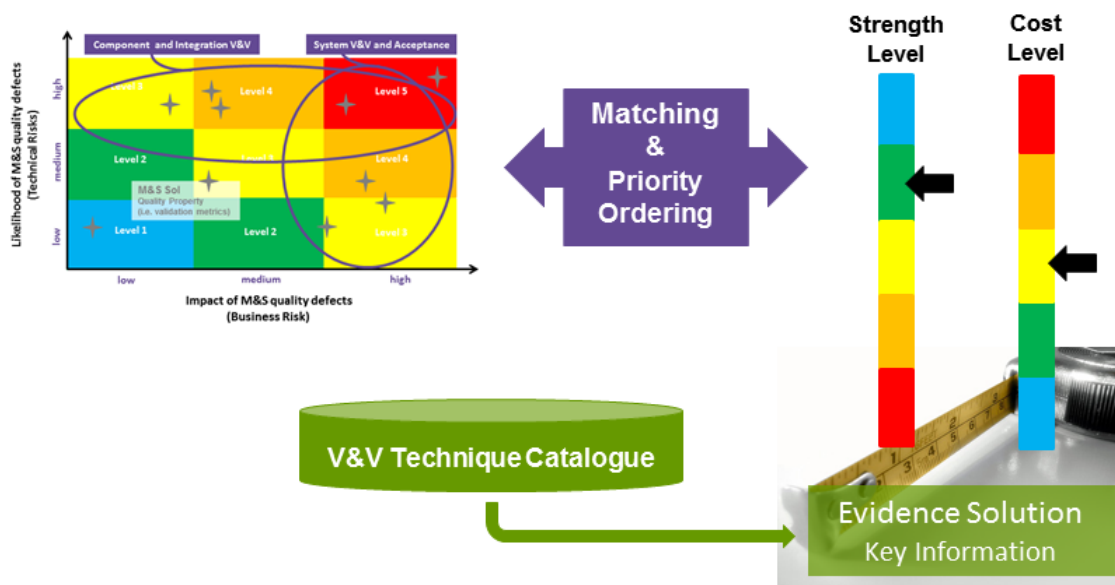 Component and Integration V&V
System V&V and Acceptance
Likelihood of M&S quality defects
(Technical Risks)
high
medium
low
Level 3
Level 4
Level 5
Level 2
Level 3
Level 4
M&S Sol
Quality Property
(i.e. validation metrics)
Level 1
Level 2
Level 3
low
medium
high
Impact of M&S quality defects
(Business Risk)
Matching
&
Priority
Ordering
Strength
Level
Cost
Level
V&V Technique Catalogue
Evidence Solution
Key Information